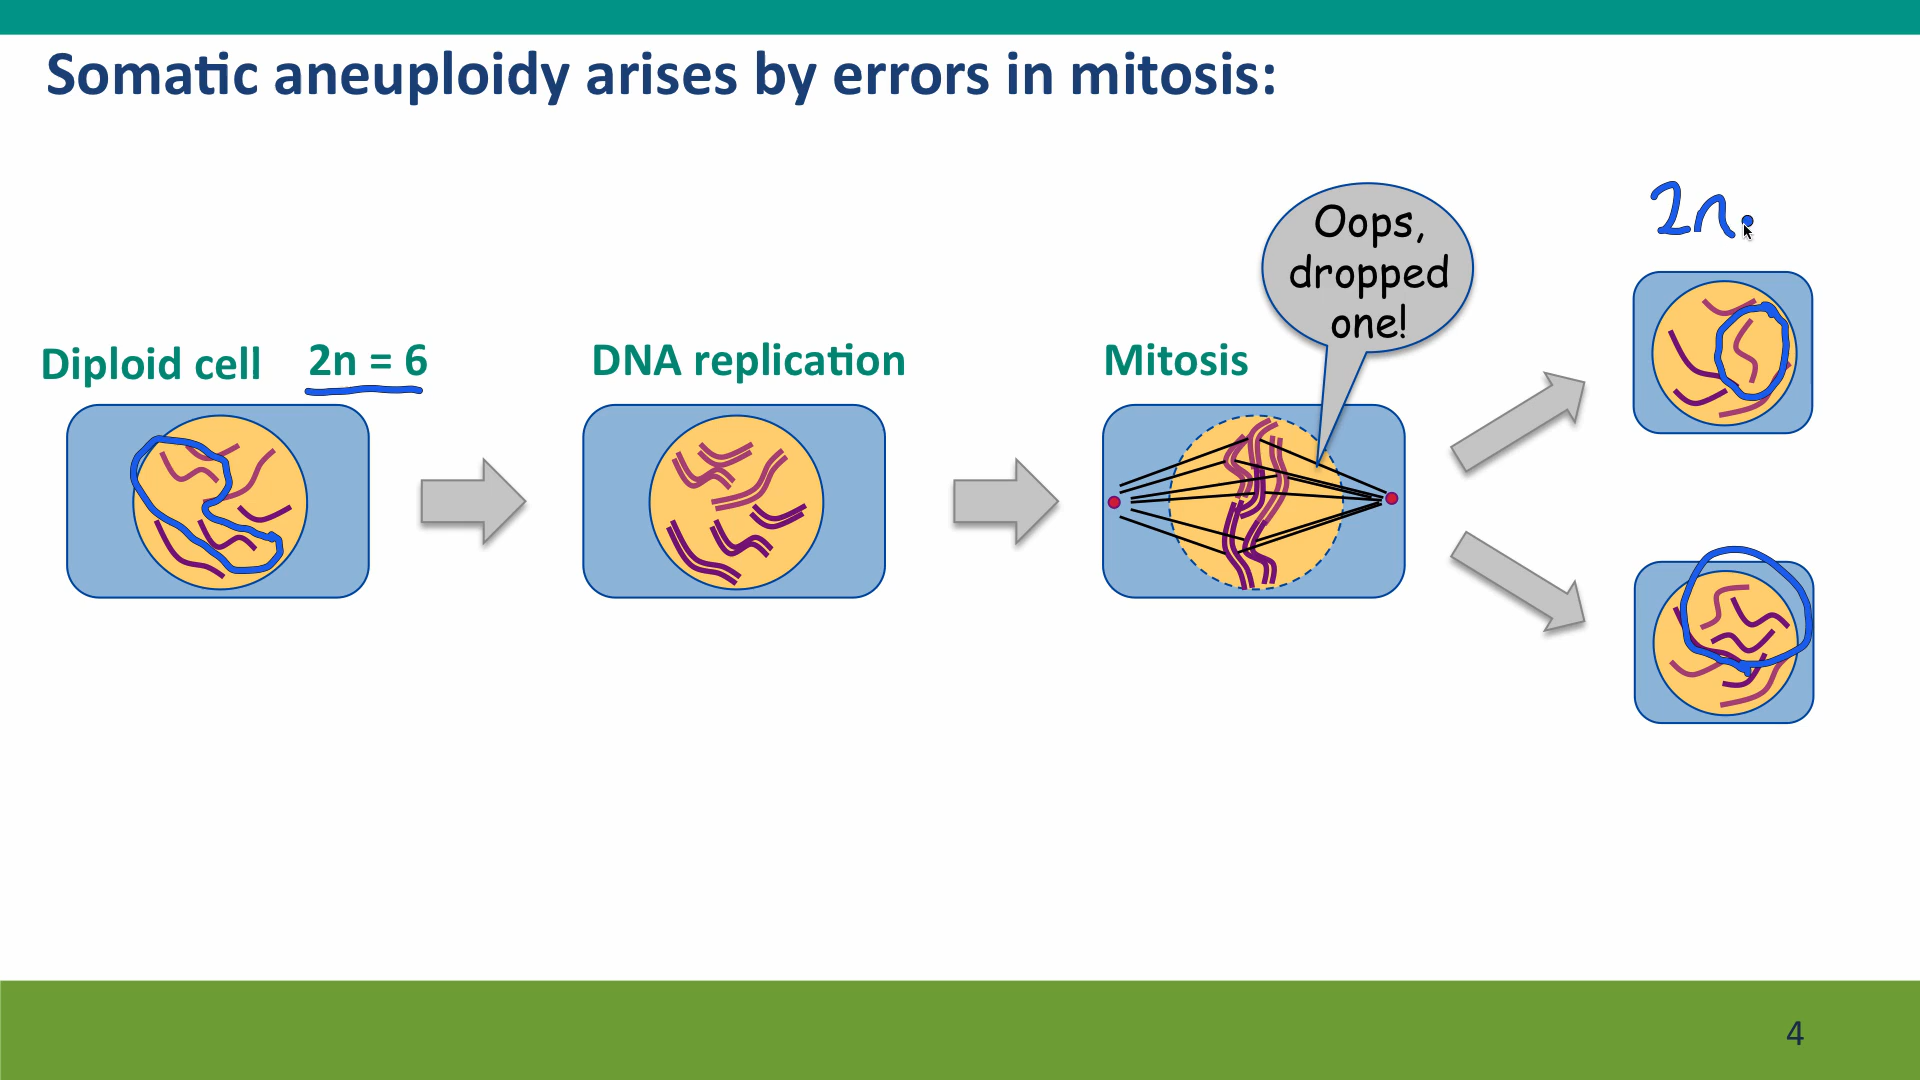 Somatic aneuploidy arises by errors in mitosis:
Oops,
dropped
one!
2n
Diploid cell 2n = 6
DNA replication
Mitosis
4